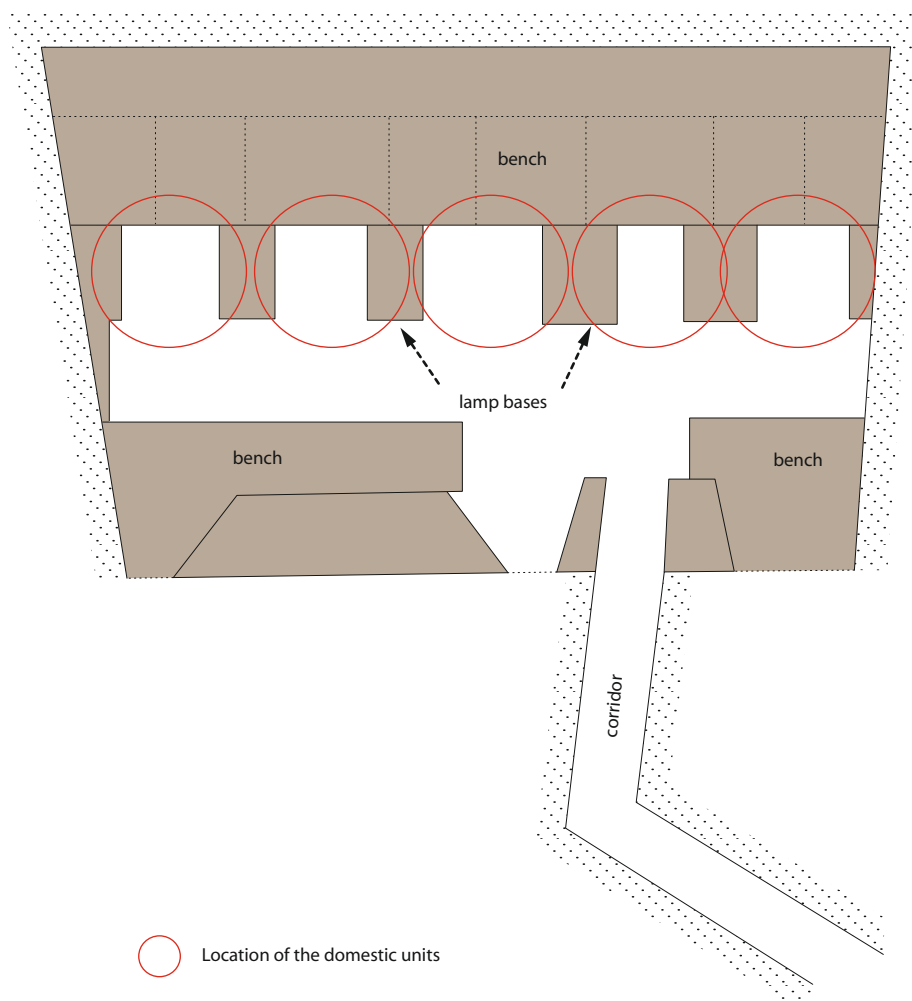 bench
lamp bases
bench
bench
corridor
Location of the domestic units